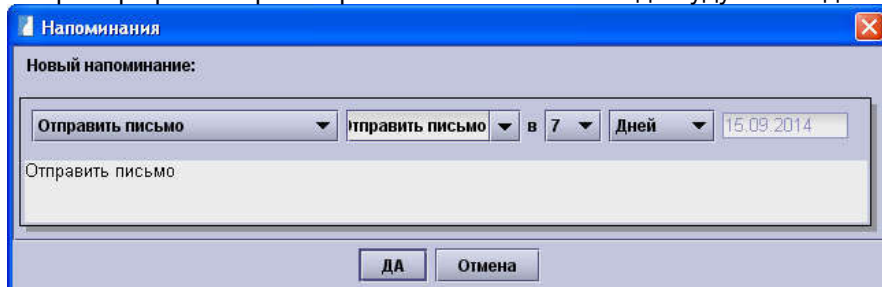 Напоминания
Новый напоминание:
Отправить письмо тправить письмо в 7 Дней 15.09.2014
Отправить письмо
ДА Отмена